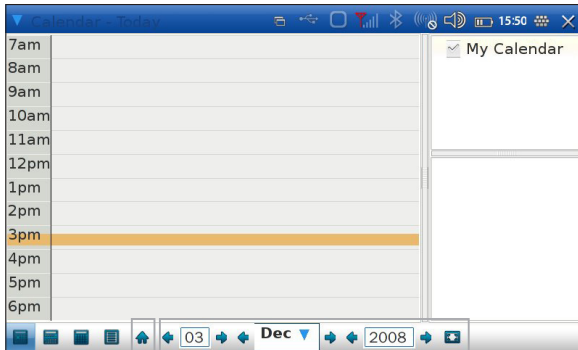 Calendar - Today 15:50
7am
8am
9am
10am
11am
12pm
1pm
2pm
3pm
4pm
5pm
6pm
My Calendar
03 Dec 2008